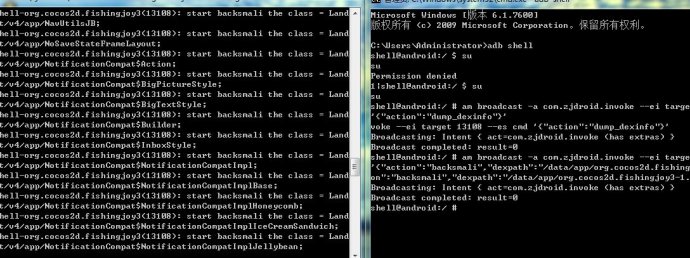 shell-org.cocos2d.fishingjoy3(13108): start backsmali the class = Land
t/v4/app/NavUtilsJB;
shell-org.cocos2d.fishingjoy3(13108): start backsmali the class = Land
t/v4/app/NoSaveStateFrameLayout;
shell-org.cocos2d.fishingjoy3(13108): start backsmali the class = Land
t/v4/app/NotificationCompat$Action;
shell-org.cocos2d.fishingjoy3(13108): start backsmali the class = Land
t/v4/app/NotificationCompat$BigPictureStyle;
shell-org.cocos2d.fishingjoy3(13108): start backsmali the class = Land
t/v4/app/NotificationCompat$BigTextStyle;
shell-org.cocos2d.fishingjoy3(13108): start backsmali the class = Land
t/v4/app/NotificationCompat$Builder;
shell-org.cocos2d.fishingjoy3(13108): start backsmali the class = Land
t/v4/app/NotificationCompat$InboxStyle;
shell-org.cocos2d.fishingjoy3(13108): start backsmali the class = Land
t/v4/app/NotificationCompat$NotificationCompatImpl;
shell-org.cocos2d.fishingjoy3(13108): start backsmali the class = Land
t/v4/app/NotificationCompat$NotificationCompatImplBase;
shell-org.cocos2d.fishingjoy3(13108): start backsmali the class = Land
t/v4/app/NotificationCompat$NotificationCompatImplHoneycomb;
shell-org.cocos2d.fishingjoy3(13108): start backsmali the class = Land
t/v4/app/NotificationCompat$NotificationCompatImplIceCreamSandwich;
shell-org.cocos2d.fishingjoy3(13108): start backsmali the class = Land
t/v4/app/NotificationCompat$NotificationCompatImplJellybean;
Microsoft Windows [版本 6.1.7600]
版权所有 (c) 2009 Microsoft Corporation。保留所有权利。
C:\Users\Administrator>adb shell
shell@android:/ $ su
su
Permission denied
1|shell@android:/ $ su
su
shell@android:/ # am broadcast -a com.zjdroid.invoke --ei target
'{"action":"dump_dexinfo"}'
voke --ei target 13108 --es cmd '{"action":"dump_dexinfo"}'
Broadcasting: Intent { act=com.zjdroid.invoke (has extras) }
Broadcast completed: result=0
shell@android:/ # am broadcast -a com.zjdroid.invoke --ei targe
'{"action":"backsmali","dexpath":"/data/app/org.cocos2d.fishing
on":"backsmali","dexpath":"/data/app/org.cocos2d.fishingjoy3-1.
Broadcasting: Intent { act=com.zjdroid.invoke (has extras) }
Broadcast completed: result=0
shell@android:/ #